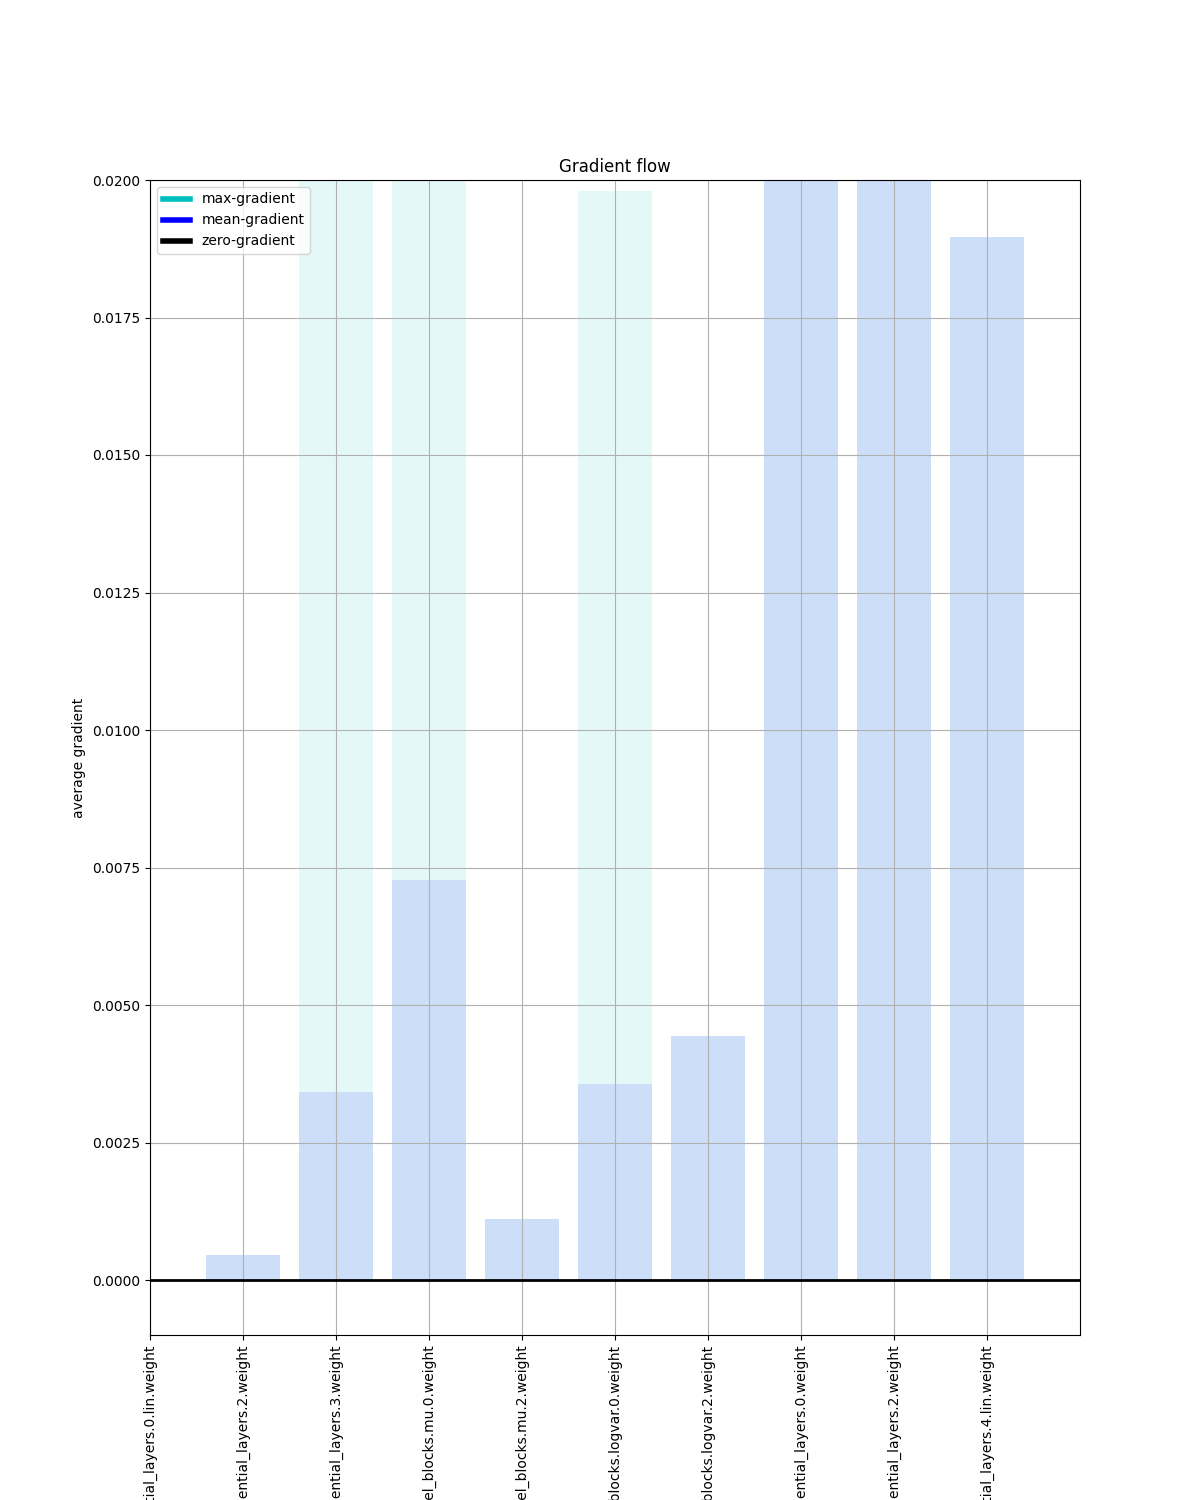 Gradient flow
max-gradient
mean-gradient
zero-gradient
0.0200
0.0175
0.0150
0.0125
0.0100
0.0075
0.0050
0.0025
0.0000
average gradient
tial_layers.0.lin.weight
ential_layers.2.weight
ential_layers.3.weight
el_blocks.mu.0.weight
el_blocks.mu.2.weight
blocks.logvar.0.weight
blocks.logvar.2.weight
ential_layers.0.weight
ential_layers.2.weight
tial_layers.4.lin.weight